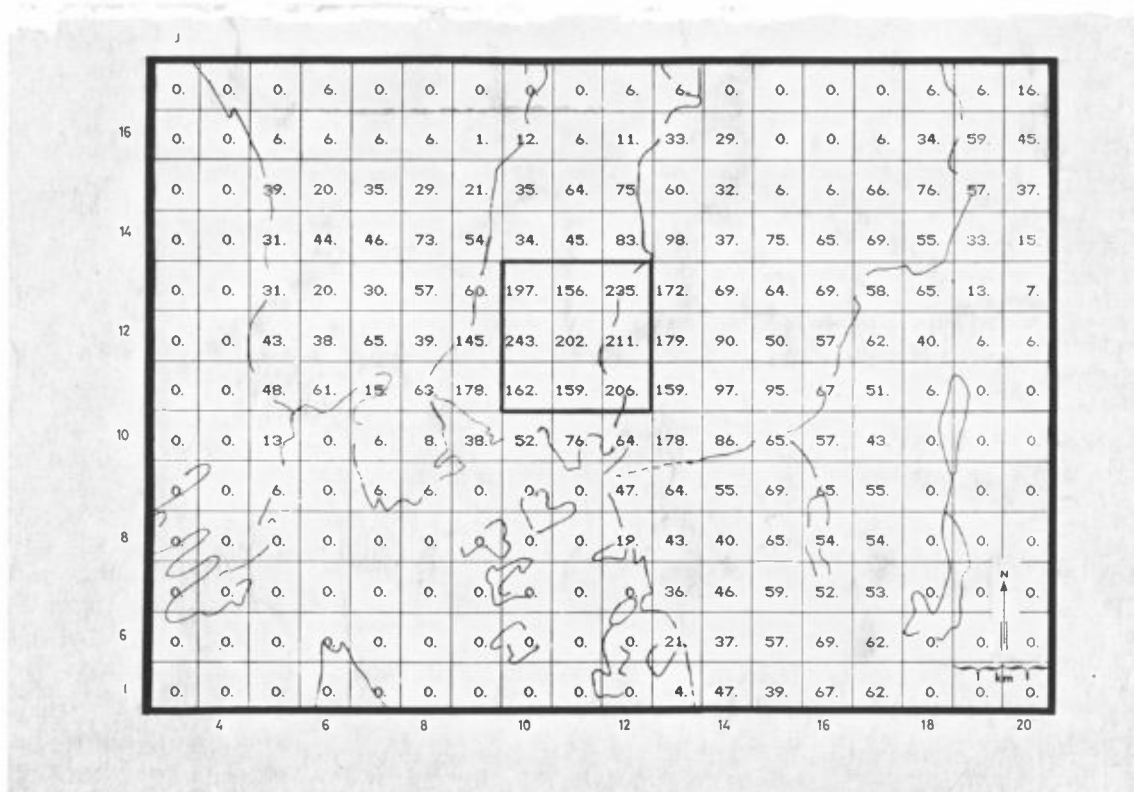 J
0. 0. 0. 6. 0. 0. 0. 0. 0. 6. 6. 0. 0. 0. 0. 6. 6. 16.
16 0. 0. 6. 6. 6. 6. 1. 12. 6. 11. 33. 29. 0. 0. 6. 34. 59. 45.
0. 0. 39. 20. 35. 29. 21. 35. 64. 75. 60. 32. 6. 6. 66. 76. 57. 37.
14 0. 0. 31. 44. 46. 73. 54. 34. 45. 83. 98. 37. 75. 65. 69. 55. 33. 15.
0. 0. 31. 20. 30. 57. 60. 197. 156. 235. 172. 69. 64. 69. 58. 65. 13. 7.
12 0. 0. 43. 38. 65. 39. 145. 243. 202. 211. 179. 90. 50. 57. 62. 40. 6. 6.
0. 0. 48. 61. 15. 63. 178. 162. 159. 206. 159. 97. 95. 67. 51. 6. 0. 0.
10 0. 0. 13. 0. 6. 8. 38. 52. 76. 64. 178. 86. 65. 57. 43. 0. 0. 0.
0. 0. 6. 0. 6. 6. 0. 0. 0. 47. 64. 55. 69. 65. 55. 0. 0. 0.
8 0. 0. 0. 0. 0. 0. 0. 0. 0. 19. 43. 40. 65. 54. 54. 0. 0. 0.
0. 0. 0. 0. 0. 0. 0. 0. 0. 0. 36. 46. 59. 52. 53. 0. 0. 0.
N
6 0. 0. 0. 0. 0. 0. 0. 0. 0. 0. 21. 37. 57. 69. 62. 0. 0. 0.
1 km 1
I 0. 0. 0. 0. 0. 0. 0. 0. 0. 0. 4. 47. 39. 67. 62. 0. 0. 0.
4 6 8 10 12 14 16 18 20